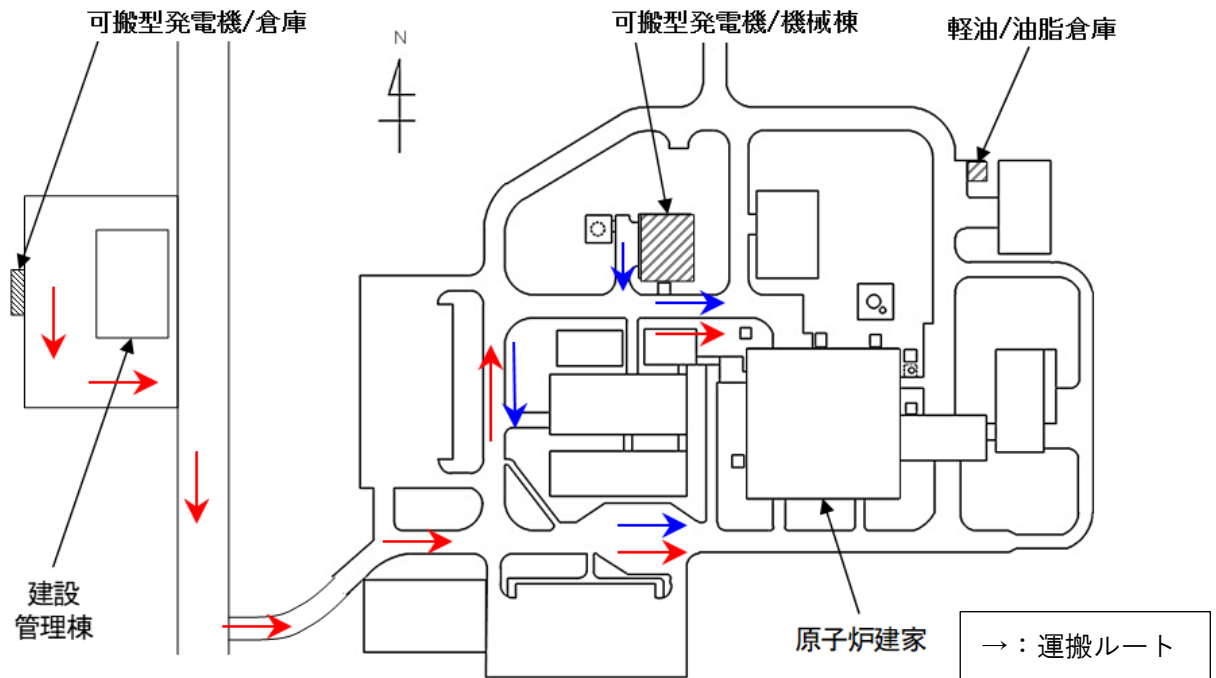 可搬型発電機/倉庫
可搬型発電機/機械棟
軽油/油脂倉庫
N
建設
管理棟
原子炉建家
→：運搬ルート